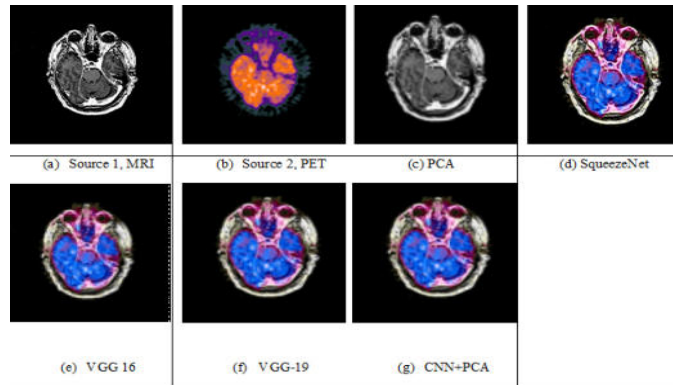 (a) Source 1, MRI
(b) Source 2, PET
(c) PCA
(d) SqueezeNet
(e) VGG 16
(f) VGG-19
(g) CNN+PCA